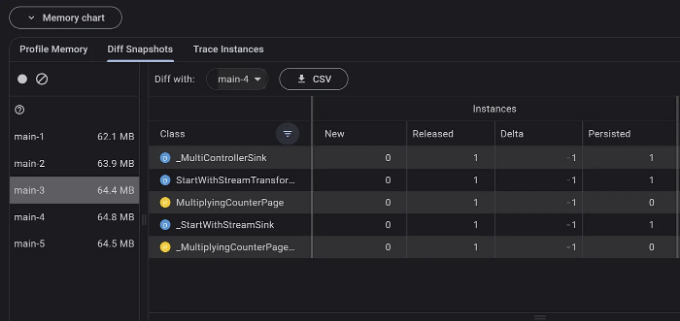 Memory chart
Profile Memory Diff Snapshots Trace Instances
Diff with: main-4 CSV
Instances
Class New Released Delta Persisted
main-1 62.1 MB
main-2 63.9 MB
main-3 64.4 MB
main-4 64.8 MB
main-5 64.5 MB
_MultiControllerSink 0 1 -1 1
StartWithStreamTransfor... 0 1 -1 1
MultiplyingCounterPage 0 1 -1 0
_StartWithStreamSink 0 1 -1 1
_MultiplyingCounterPage... 0 1 -1 0